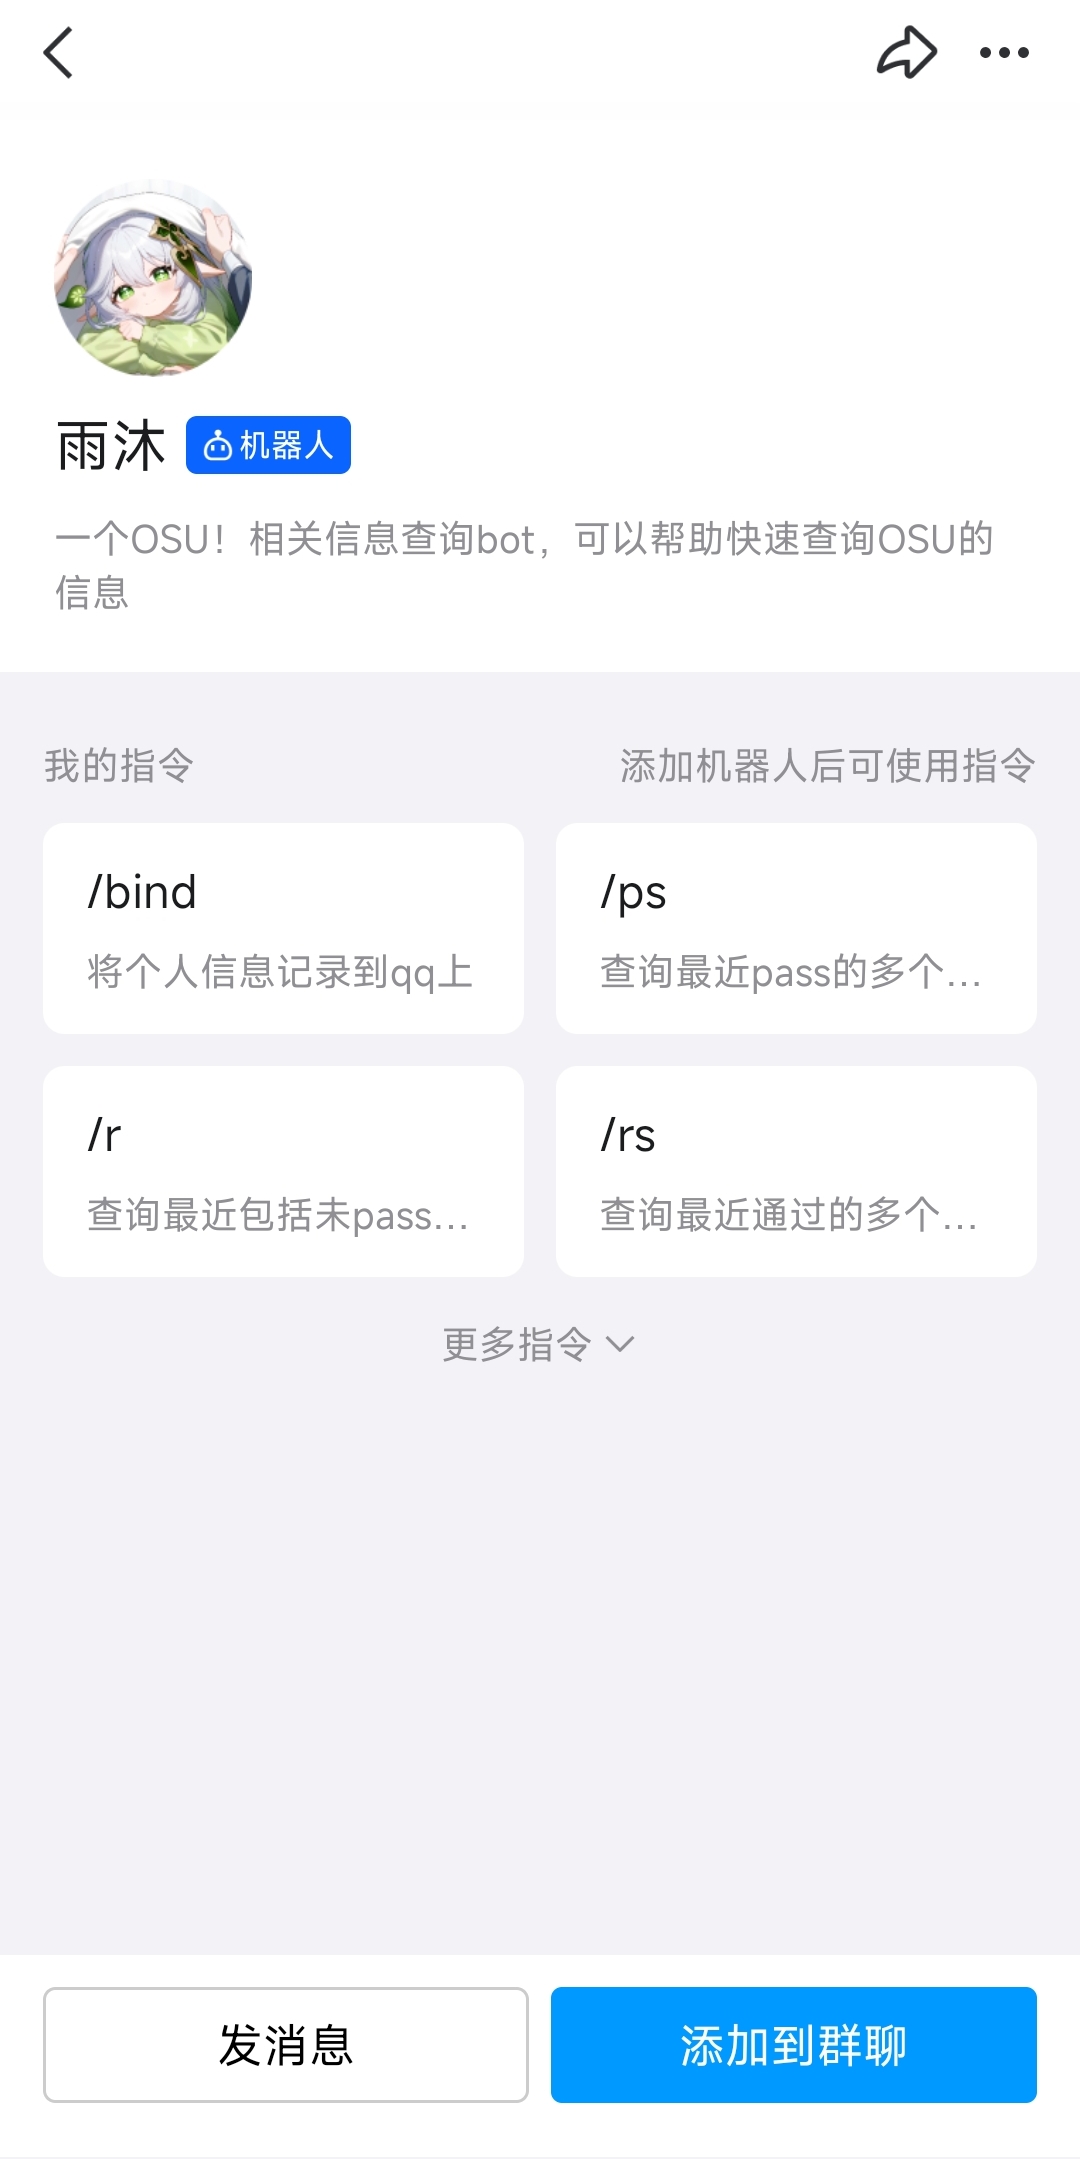 雨沐
机器人
一个OSU！相关信息查询bot，可以帮助快速查询OSU的
信息
我的指令
添加机器人后可使用指令
/bind
将个人信息记录到qq上
/ps
查询最近pass的多个...
/r
查询最近包括未pass...
/rs
查询最近通过的多个...
更多指令
发消息
添加到群聊